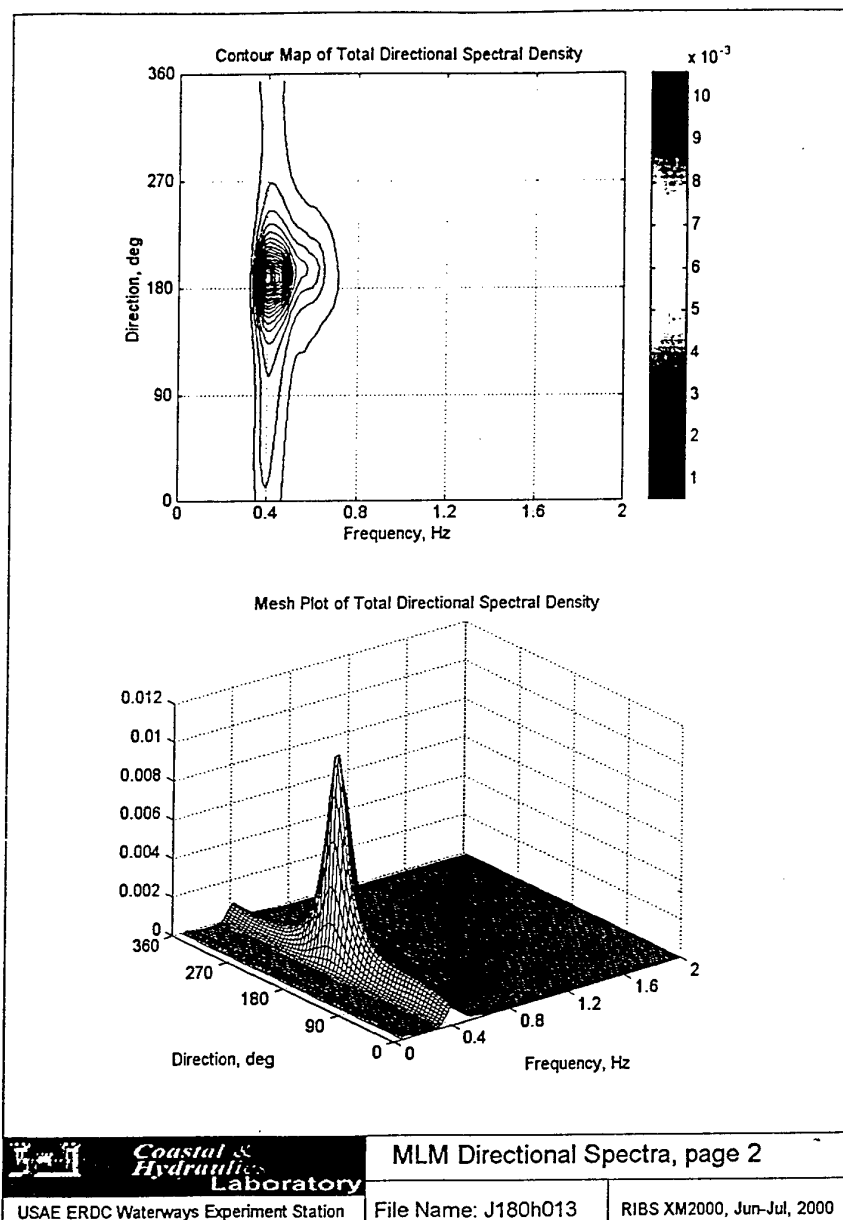 Contour Map of Total Directional Spectral Density
x 10-3
360
270
180
90
0
Direction, deg
0
0.4
0.8
1.2
1.6
2
Frequency, Hz
10
9
8
7
6
5
4
3
2
1
Mesh Plot of Total Directional Spectral Density
0.012
0.01
0.008
0.006
0.004
0.002
0
360
270
180
90
0
Direction, deg
0
0.4
0.8
1.2
1.6
2
Frequency, Hz
Coastal &
Hydraulics
Laboratory
USAE ERDC Waterways Experiment Station
MLM Directional Spectra, page 2
File Name: J180h013
RIBS XM2000, Jun-Jul, 2000